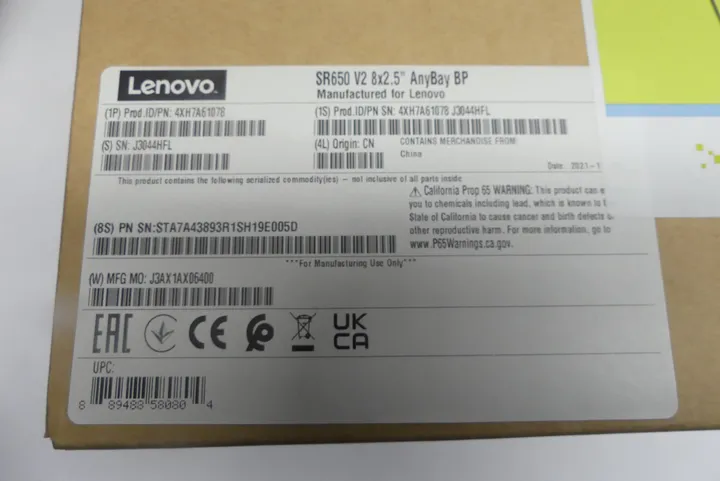 Lenovo
SR650 V2 8x2.5" AnyBay BP
Manufactured for Lenovo
(1P) Prod.ID/PN: 4XH7A61078
(1S) Prod.ID/PN SN: 4XH7A61078 J3044HFL
(S) SN: J3044HFL
(4L) Origin: CN
CONTAINS MERCHANDISE FROM
China
Date: 2021-1
This product contains the following serialized commodity(ies) – not inclusive of all parts inside
⚠ California Prop 65 WARNING: This product can e
you to chemicals including lead, which is known to t
State of California to cause cancer and birth defects o
other reproductive harm. For more information, go to
www.P65Warnings.ca.gov.
(8S) PN SN:STA7A43893R1SH19E005D
***For Manufacturing Use Only***
(W) MFG MO: J3AX1AX06400
EAC CE UK
CA
UPC:
8 89488 58080 4